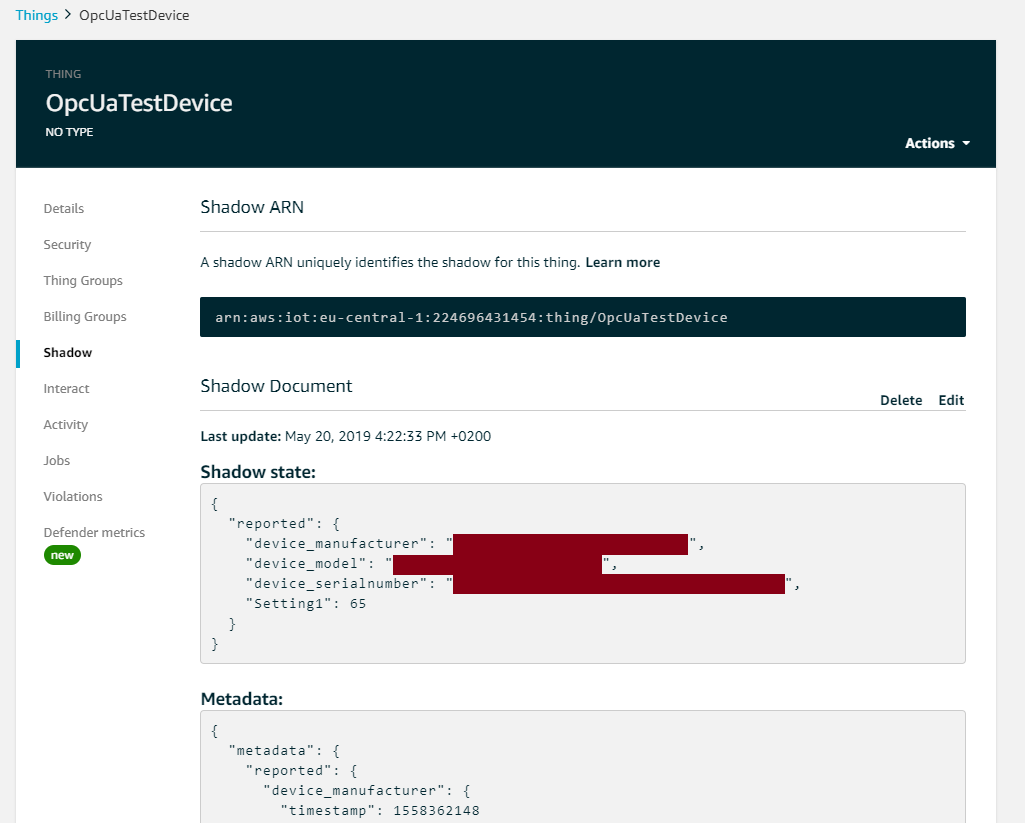 Things > OpcUaTestDevice
THING
OpcUaTestDevice
NO TYPE
Actions
Details
Security
Thing Groups
Billing Groups
Shadow
Interact
Activity
Jobs
Violations
Defender metrics
new
Shadow ARN
A shadow ARN uniquely identifies the shadow for this thing. Learn more
arn:aws:iot:eu-central-1:224696431454:thing/OpcUaTestDevice
Shadow Document
Delete Edit
Last update: May 20, 2019 4:22:33 PM +0200
Shadow state:
{
"reported": {
"device_manufacturer": "",
"device_model": "",
"device_serialnumber": "",
"Setting1": 65
}
}
Metadata:
{
"metadata": {
"reported": {
"device_manufacturer": {
"timestamp": 1558362148